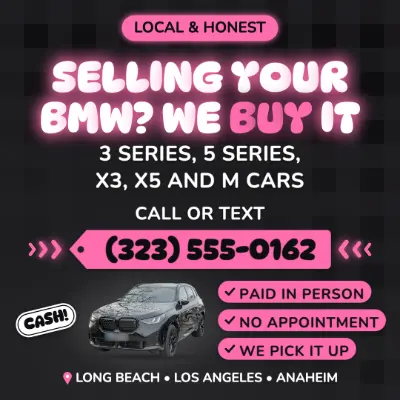 LOCAL & HONEST
SELLING YOUR
BMW? WE BUY IT
3 SERIES, 5 SERIES,
X3, X5 AND M CARS
CALL OR TEXT
(323) 555-0162
CASH!
PAID IN PERSON
NO APPOINTMENT
WE PICK IT UP
LONG BEACH • LOS ANGELES • ANAHEIM